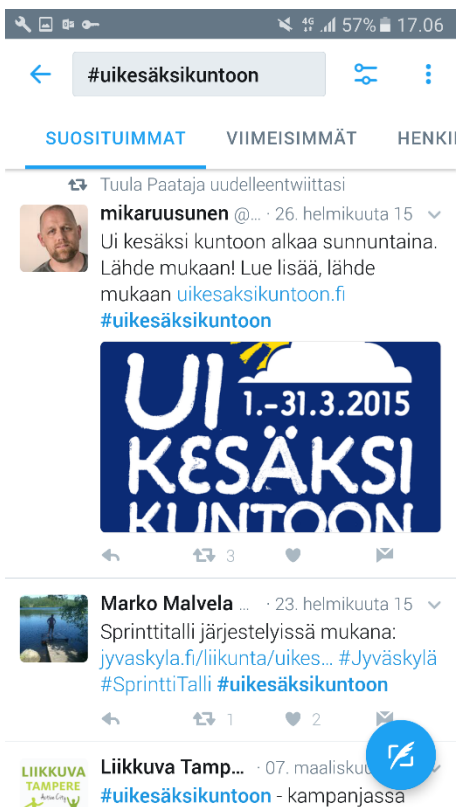 4G 57% 17.06
#uikesäksikuntoon
SUOSITUIMMAT VIIMEISIMMÄT HENKI
Tuula Paataja uudelleentwiittasi
mikaruusunen @... · 26. helmikuuta 15
Ui kesäksi kuntoon alkaa sunnuntaina.
Lähde mukaan! Lue lisää, lähde
mukaan uikesaksikuntoon.fi
#uikesäksikuntoon
UI
1.-31.3.2015
KESÄKSI
KUNTOON
3
Marko Malvela ... · 23. helmikuuta 15
Sprinttitalli järjestelyissä mukana:
jyvaskyla.fi/liikunta/uikes... #Jyväskylä
#SprinttiTalli #uikesäksikuntoon
1 2
LIIKKUVA
TAMPERE
Active City
Liikkuva Tamp... · 07. maaliskuu
#uikesäksikuntoon - kampanjassa